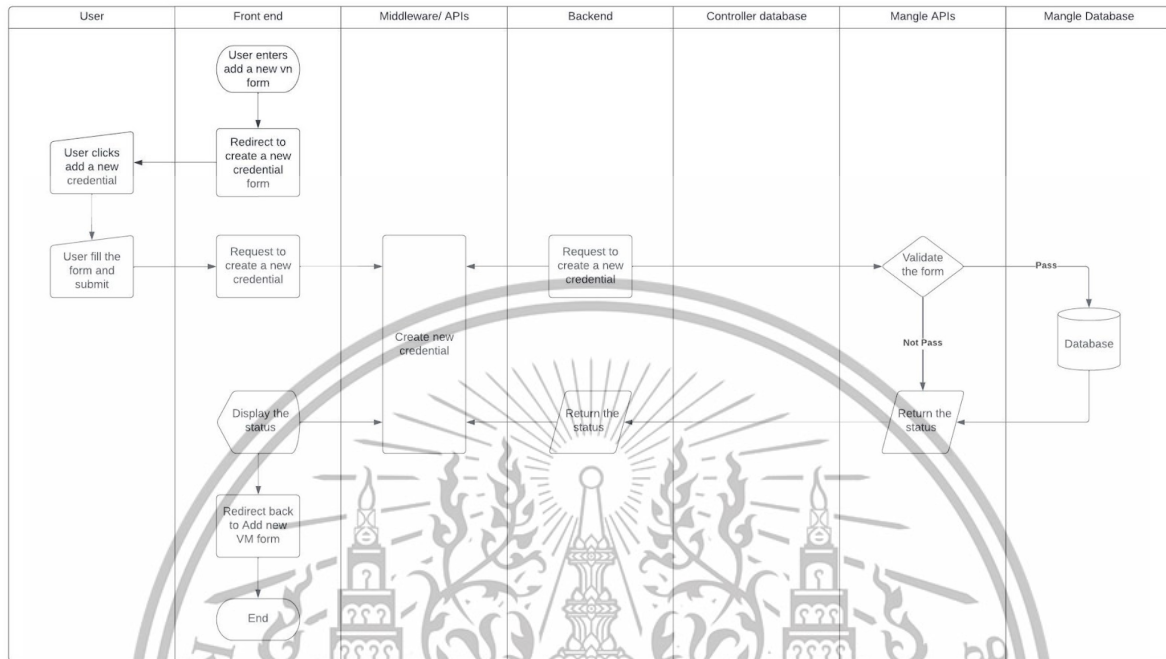 User
Front end
Middleware/ APIs
Backend
Controller database
Mangle APIs
Mangle Database
User enters
add a new vn
form
User clicks
add a new
credential
Redirect to
create a new
credential
form
User fill the
form and
submit
Request to
create a new
credential
Request to
create a new
credential
Validate
the form
Pass
Create new
credential
Not Pass
Database
Display the
status
Return the
status
Return the
status
Redirect back
to Add new
VM form
End